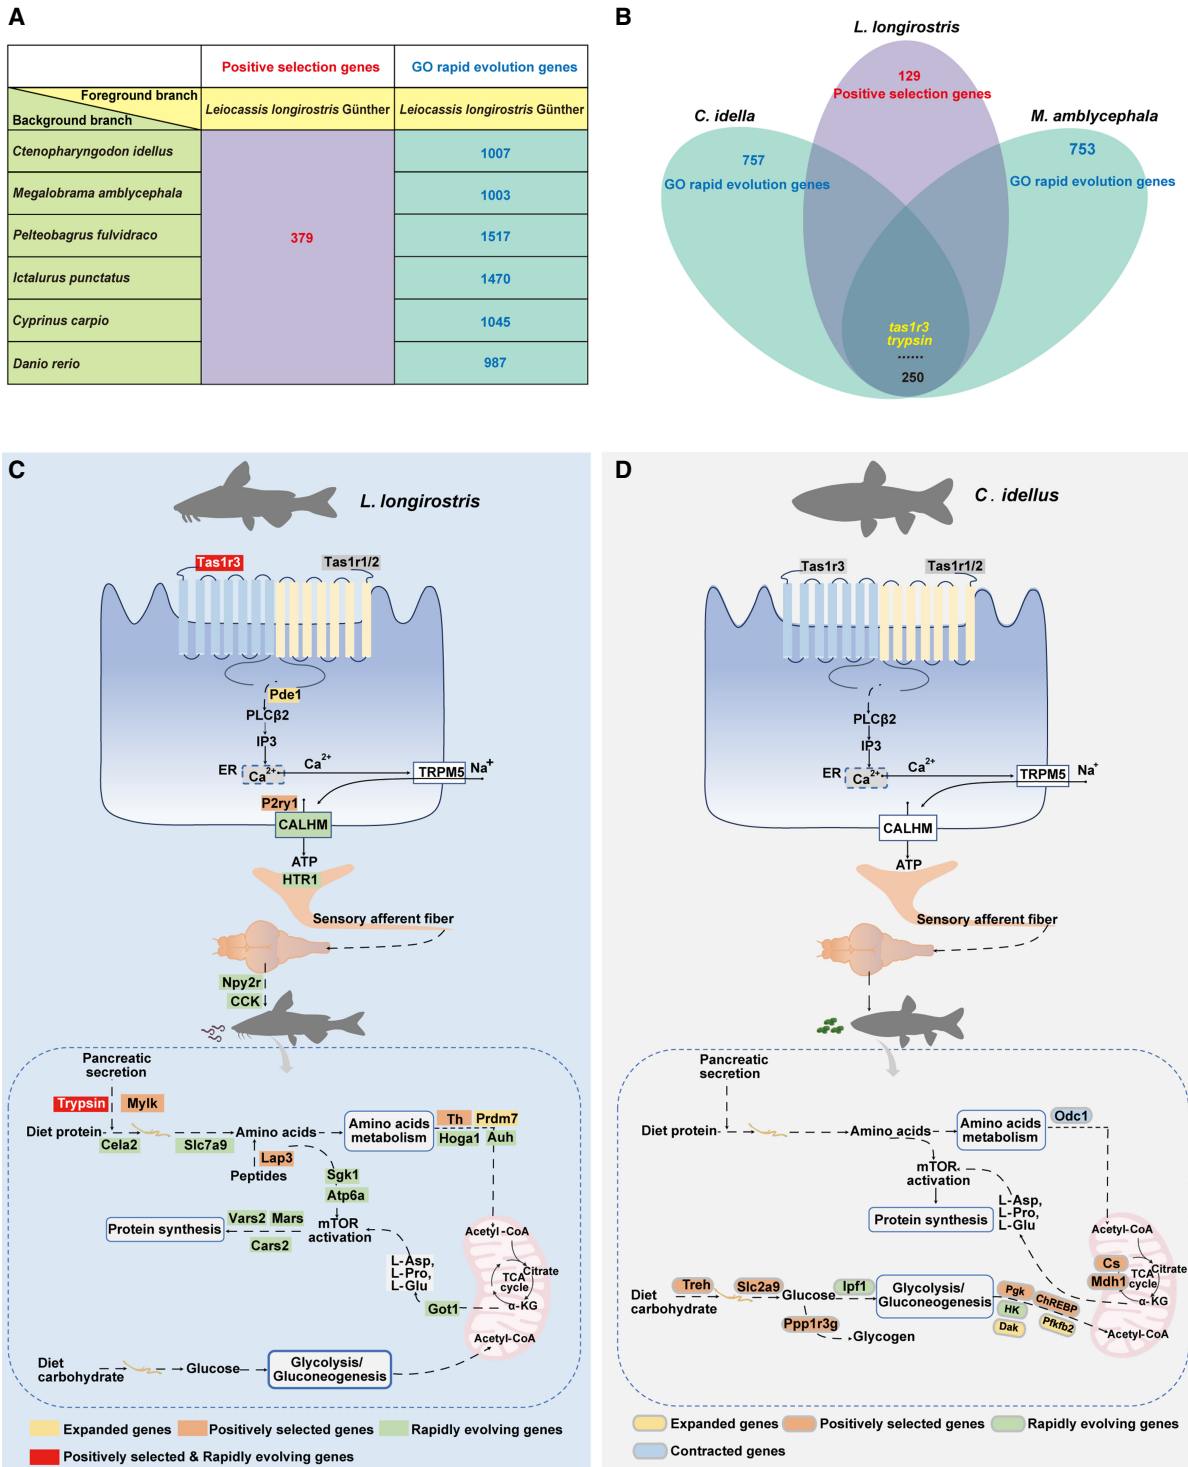 A
Positive selection genes
GO rapid evolution genes
Foreground branch
Background branch
Leiocassis longirostris Günther
Leiocassis longirostris Günther
Ctenopharyngodon idellus
1007
Megalobrama amblycephala
1003
Pelteobagrus fulvidraco
379
1517
Ictalurus punctatus
1470
Cyprinus carpio
1045
Danio rerio
987
B
L. longirostris
129
Positive selection genes
C. idella
M. amblycephala
757
GO rapid evolution genes
753
GO rapid evolution genes
tas1r3
trypsin
......
250
C
L. longirostris
Tas1r3
Tas1r1/2
Pde1
PLCβ2
IP3
ER
Ca2+
Ca2+
TRPM5
Na+
P2ry1
CALHM
ATP
HTR1
Sensory afferent fiber
Npy2r
CCK
Pancreatic
secretion
Trypsin
Mylk
Diet protein
Cela2
Slc7a9
Amino acids
Lap3
Peptides
Amino acids
metabolism
Th
Prdm7
Hoga1
Auh
Sgk1
Atp6a
mTOR
activation
Vars2
Mars
Cars2
Protein synthesis
L-Asp,
L-Pro,
L-Glu
Got1
Acetyl-CoA
Citrate
TCA
cycle
α-KG
Acetyl-CoA
Diet
carbohydrate
Glucose
Glycolysis/
Gluconeogenesis
Expanded genes
Positively selected genes
Rapidly evolving genes
Positively selected & Rapidly evolving genes
D
C. idellus
Tas1r3
Tas1r1/2
PLCβ2
IP3
ER
Ca2+
Ca2+
TRPM5
Na+
CALHM
ATP
Sensory afferent fiber
Pancreatic
secretion
Diet protein
Amino acids
Amino acids
metabolism
Odc1
mTOR
activation
Protein synthesis
L-Asp,
L-Pro,
L-Glu
Acetyl-CoA
Cs
Citrate
Mdh1
TCA
cycle
α-KG
Acetyl-CoA
Diet
carbohydrate
Treh
Slc2a9
Glucose
Ipf1
Ppp1r3g
Glycogen
Glycolysis/
Gluconeogenesis
Pgk
ChREBP
HK
Dak
Pfkfb2
Expanded genes
Positively selected genes
Rapidly evolving genes
Contracted genes